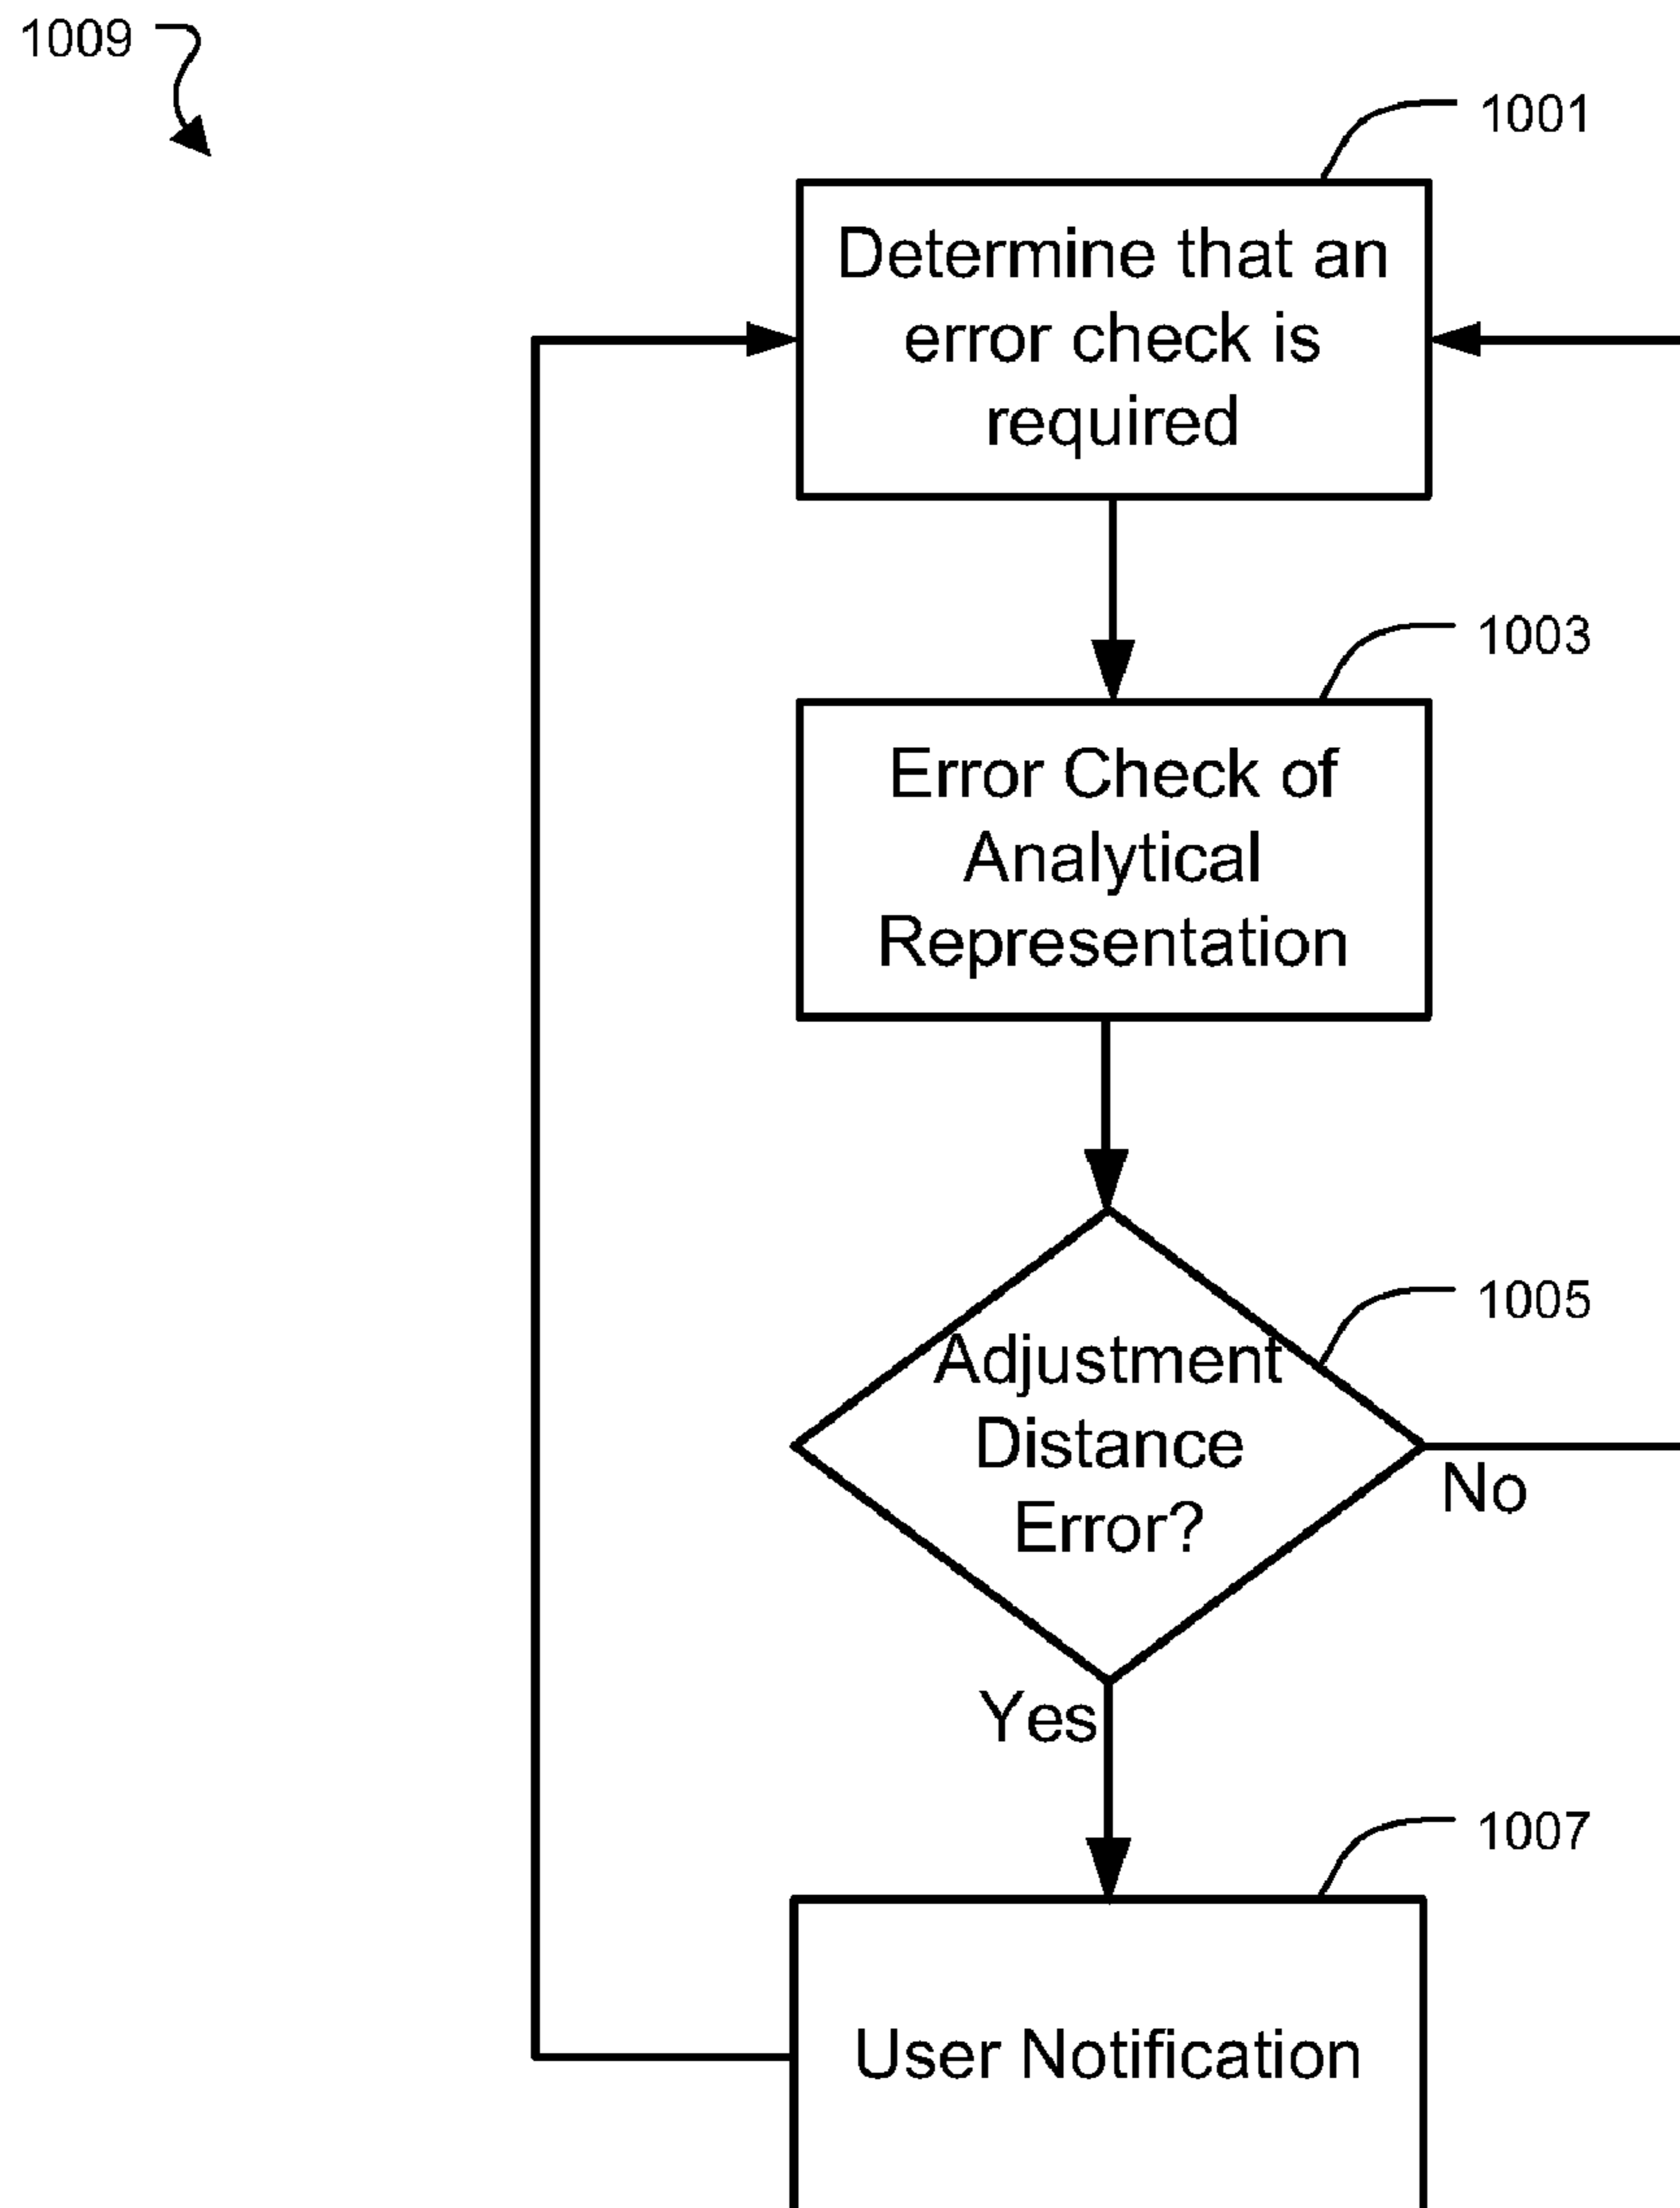 1009
1001
Determine that an
error check is
required
1003
Error Check of
Analytical
Representation
1005
Adjustment
Distance
Error?
No
Yes
1007
User Notification